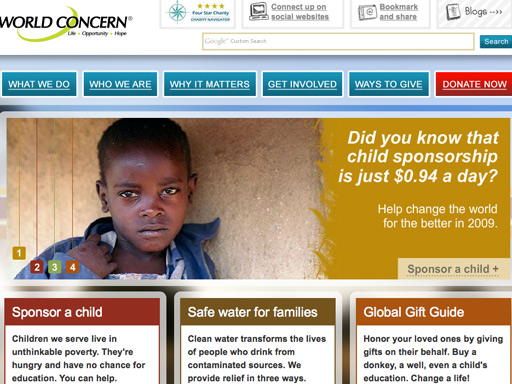 WORLD CONCERN®
Life • Opportunity • Hope
Four Star Charity
CHARITY NAVIGATOR
Connect up on
social websites
Bookmark
and share
Blogs -->
Google™ Custom Search
Search
WHAT WE DO
WHO WE ARE
WHY IT MATTERS
GET INVOLVED
WAYS TO GIVE
DONATE NOW
Did you know that
child sponsorship
is just $0.94 a day?
Help change the world
for the better in 2009.
1
2 3 4
Sponsor a child +
Sponsor a child
Children we serve live in
unthinkable poverty. They're
hungry and have no chance for
education. You can help.
Safe water for families
Clean water transforms the lives
of people who drink from
contaminated sources. We
provide relief in three ways.
Global Gift Guide
Honor your loved ones by giving
gifts on their behalf. Buy a
donkey, a well, even a child's
education. Change a life!